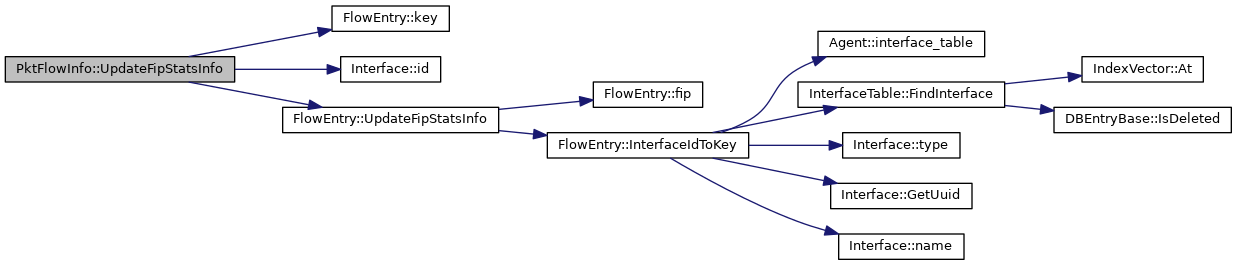 PktFlowInfo::UpdateFipStatsInfo
FlowEntry::key
Interface::id
FlowEntry::UpdateFipStatsInfo
FlowEntry::fip
FlowEntry::InterfaceIdToKey
Agent::interface_table
InterfaceTable::FindInterface
Interface::type
Interface::GetUuid
Interface::name
IndexVector::At
DBEntryBase::IsDeleted